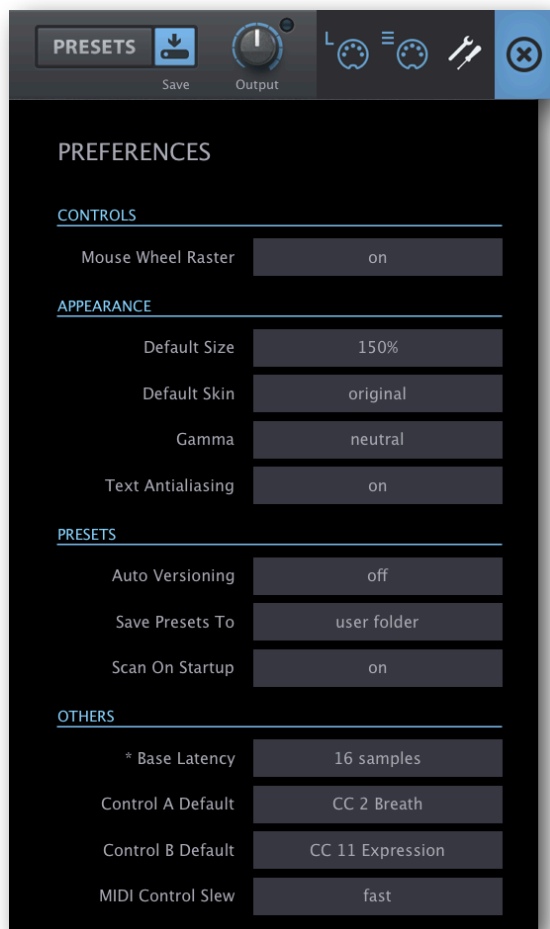 PRESETS
Save
Output
L
PREFERENCES
CONTROLS
Mouse Wheel Raster on
APPEARANCE
Default Size 150%
Default Skin original
Gamma neutral
Text Antialiasing on
PRESETS
Auto Versioning off
Save Presets To user folder
Scan On Startup on
OTHERS
* Base Latency 16 samples
Control A Default CC 2 Breath
Control B Default CC 11 Expression
MIDI Control Slew fast